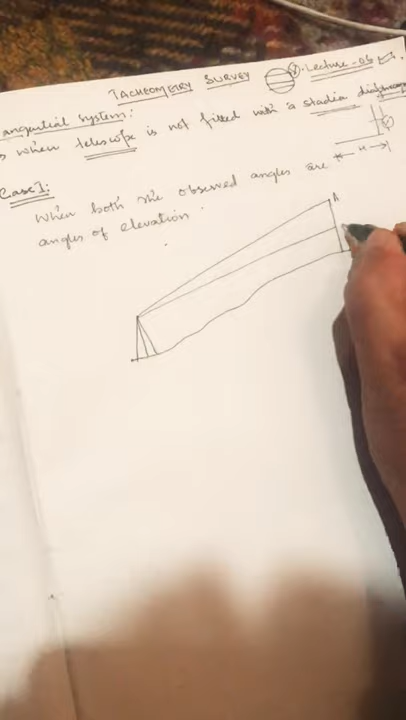 TACHEOMETRY SURVEY
Lecture-06
angential system:
when telescope is not fitted with a stadia diaphragm
H
Case I:
When both the observed angles are
angles of elevation
A